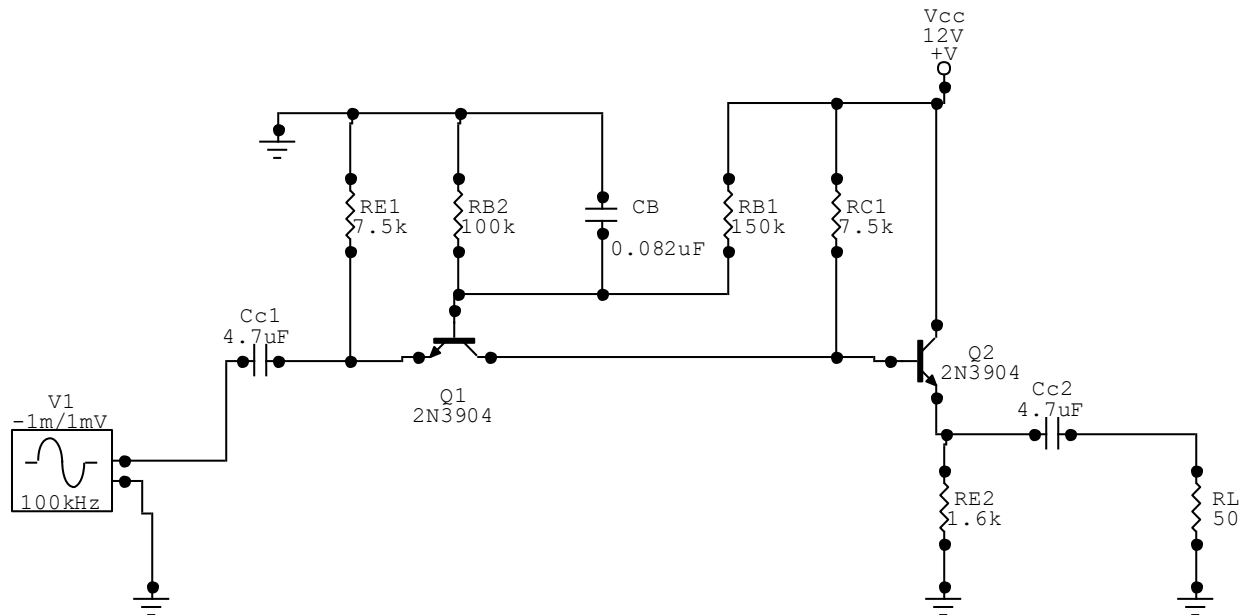 Vcc
12V
+V
RE1
7.5k
RB2
100k
CB
0.082uF
RB1
150k
RC1
7.5k
Cc1
4.7uF
Q1
2N3904
Q2
2N3904
Cc2
4.7uF
V1
-1m/1mV
100kHz
RE2
1.6k
RL
50